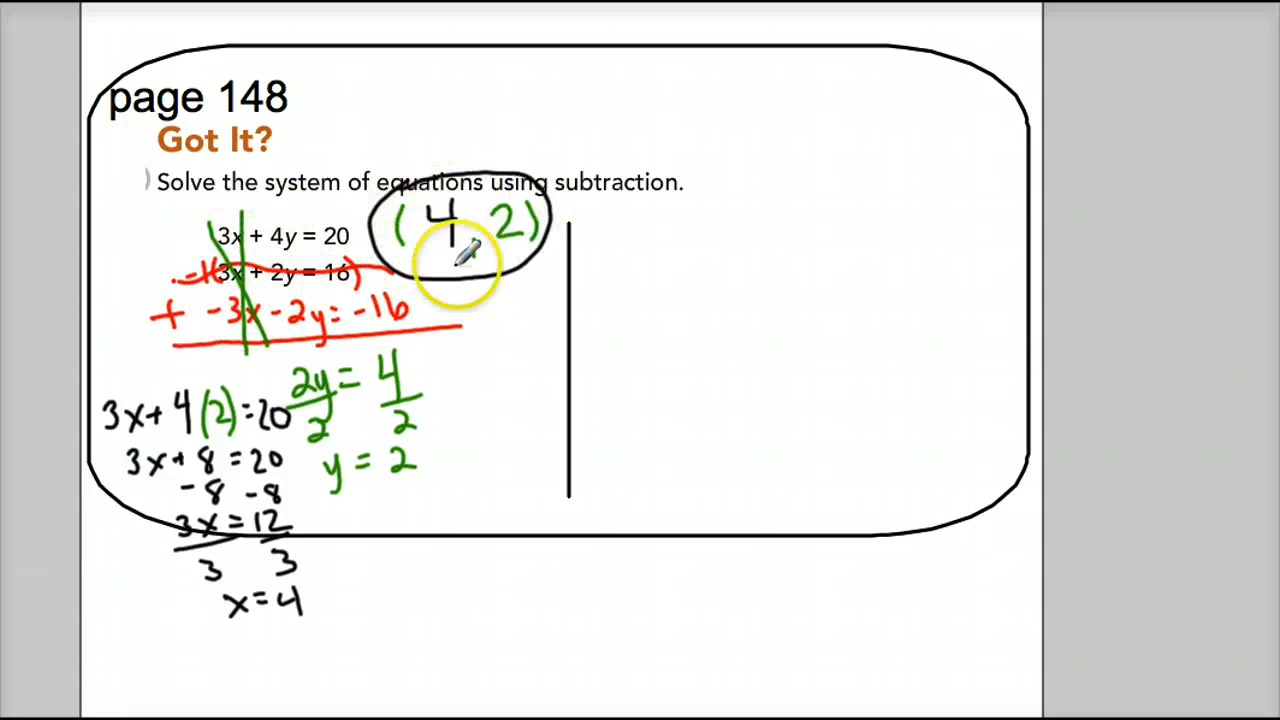 page 148
Got It?
) Solve the system of equations using subtraction.
(4, 2)
3x + 4y = 20
-1(3x + 2y = 16)
+ -3x - 2y = -16
2y = 4
2 2
y = 2
3x + 4(2) = 20
3x + 8 = 20
- 8 - 8
3x = 12
3 3
x = 4